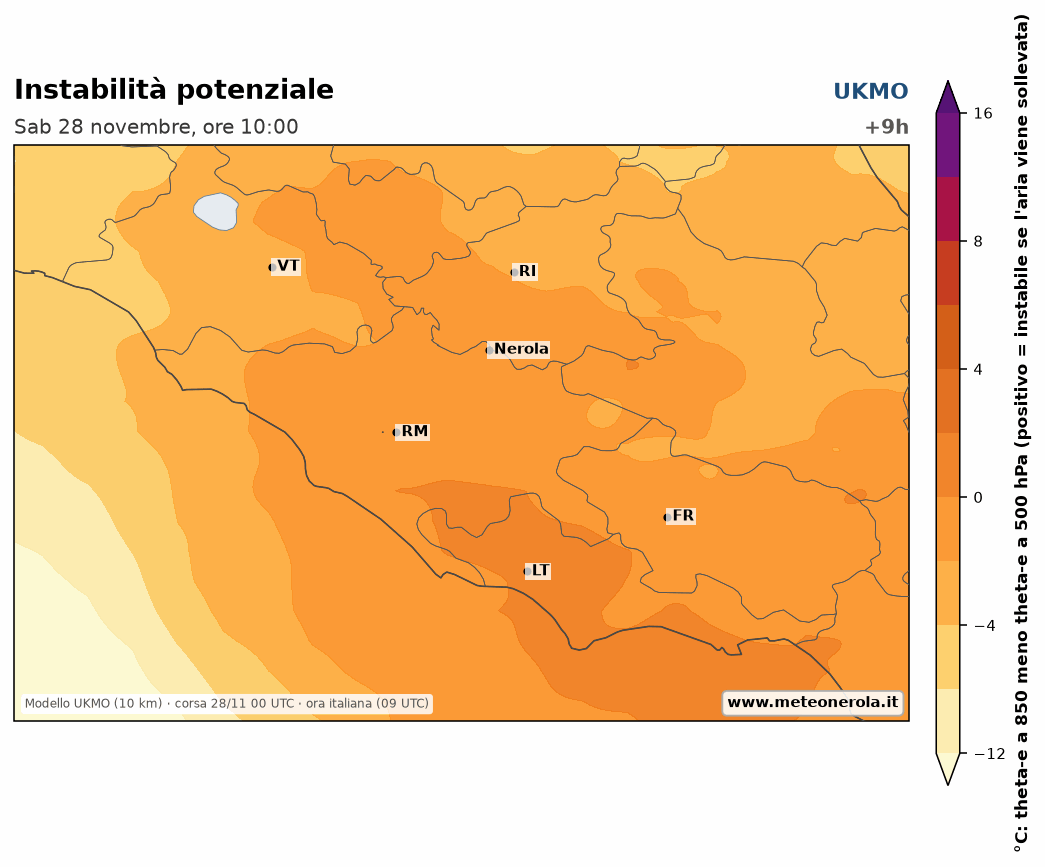 Instabilità potenziale
UKMO
Sab 28 novembre, ore 10:00
+9h
VT
RI
Nerola
RM
FR
LT
Modello UKMO (10 km) · corsa 28/11 00 UTC · ora italiana (09 UTC)
www.meteonerola.it
16
8
4
0
−4
−12
°C: theta-e a 850 meno theta-e a 500 hPa (positivo = instabile se l'aria viene sollevata)